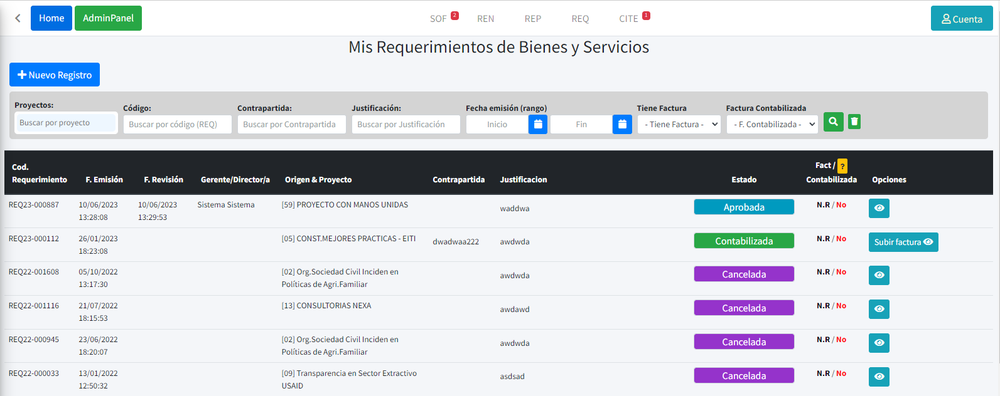 Home
AdminPanel
SOF 2
REN
REP
REQ
CITE 1
Cuenta
Mis Requerimientos de Bienes y Servicios
Nuevo Registro
Proyectos:
Código:
Contrapartida:
Justificación:
Fecha emisión (rango)
Tiene Factura
Factura Contabilizada
Buscar por proyecto
Buscar por código (REQ)
Buscar por Contrapartida
Buscar por Justificación
Inicio
Fin
- Tiene Factura -
- F. Contabilizada -
Cod. Requerimiento
F. Emisión
F. Revisión
Gerente/Director/a
Origen & Proyecto
Contrapartida
Justificacion
Estado
Fact / ?
Contabilizada
Opciones
REQ23-000887
10/06/2023
13:28:08
10/06/2023
13:29:53
Sistema Sistema
[59] PROYECTO CON MANOS UNIDAS
waddwa
Aprobada
N.R / No
REQ23-000112
26/01/2023
18:23:08
[05] CONST.MEJORES PRACTICAS - EITI
dwadwaa222
awdwda
Contabilizada
N.R / No
Subir factura
REQ22-001608
05/10/2022
13:17:30
[02] Org.Sociedad Civil Inciden en
Políticas de Agri.Familiar
awdwda
Cancelada
N.R / No
REQ22-001116
21/07/2022
18:15:53
[13] CONSULTORIAS NEXA
awdawd
Cancelada
N.R / No
REQ22-000945
23/06/2022
18:20:07
[02] Org.Sociedad Civil Inciden en
Políticas de Agri.Familiar
awdwda
Cancelada
N.R / No
REQ22-000033
13/01/2022
12:50:32
[09] Transparencia en Sector Extractivo
USAID
asdsad
Cancelada
N.R / No